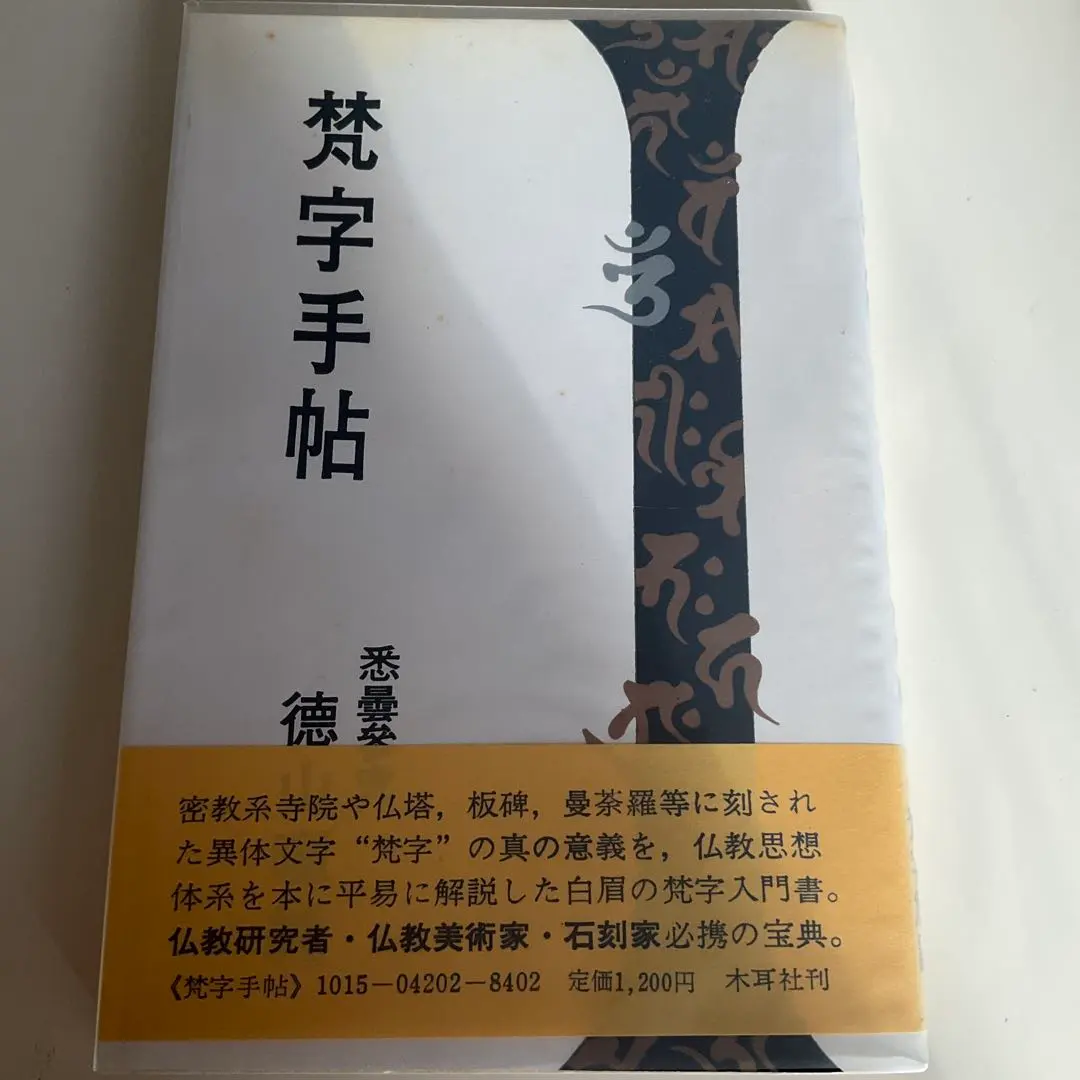 梵字手帖
悉曇
徳山
密教系寺院や仏塔，板碑，曼荼羅等に刻され
た異体文字“梵字”の真の意義を，仏教思想
体系を本に平易に解説した白眉の梵字入門書。
仏教研究者・仏教美術家・石刻家必携の宝典。
《梵字手帖》1015－04202－8402 定価1,200円 木耳社刊